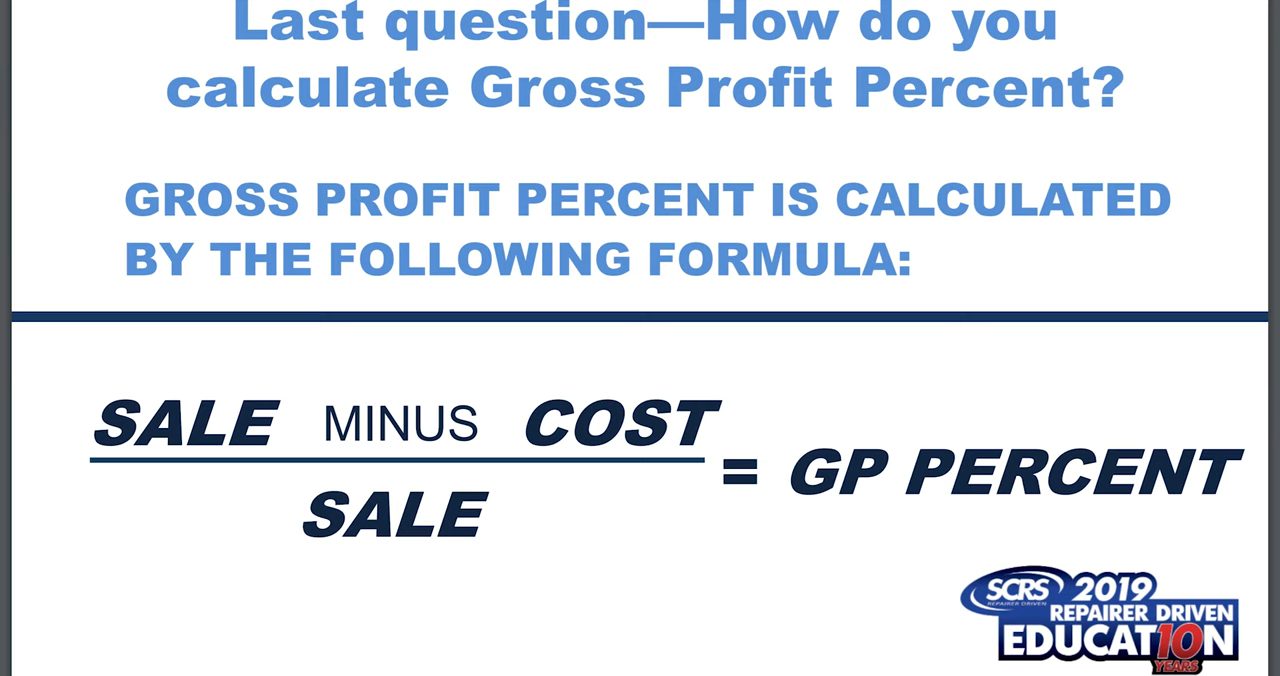 Last question—How do you
calculate Gross Profit Percent?
GROSS PROFIT PERCENT IS CALCULATED
BY THE FOLLOWING FORMULA:
SALE MINUS COST
SALE
= GP PERCENT
SCRS 2019
REPAIRER DRIVEN
REPAIRER DRIVEN
EDUCAT10N
YEARS